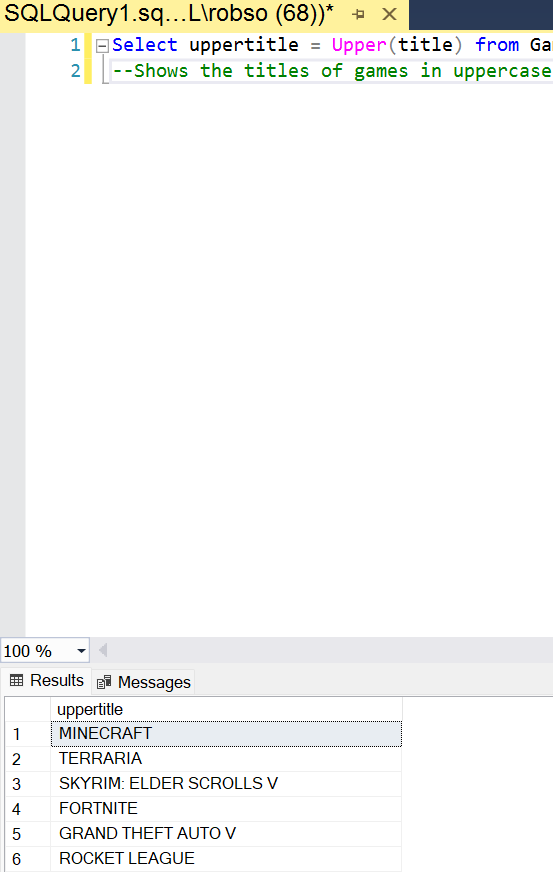 SQLQuery1.sq...L\robso (68))*
1 Select uppertitle = Upper(title) from Ga
2 --Shows the titles of games in uppercase
100 %
Results Messages
uppertitle
1 MINECRAFT
2 TERRARIA
3 SKYRIM: ELDER SCROLLS V
4 FORTNITE
5 GRAND THEFT AUTO V
6 ROCKET LEAGUE